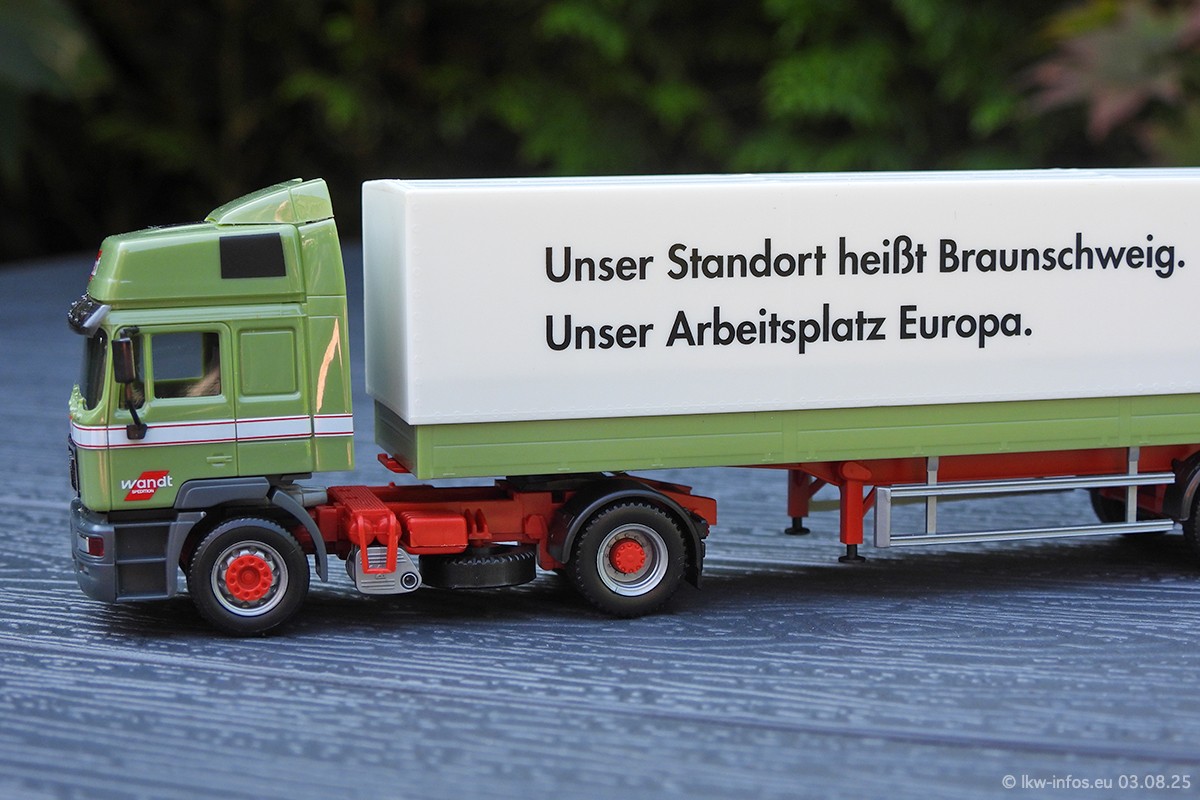 Unser Standort heißt Braunschweig.
Unser Arbeitsplatz Europa.
wandt
SPEDITION
© lkw-infos.eu 03.08.25